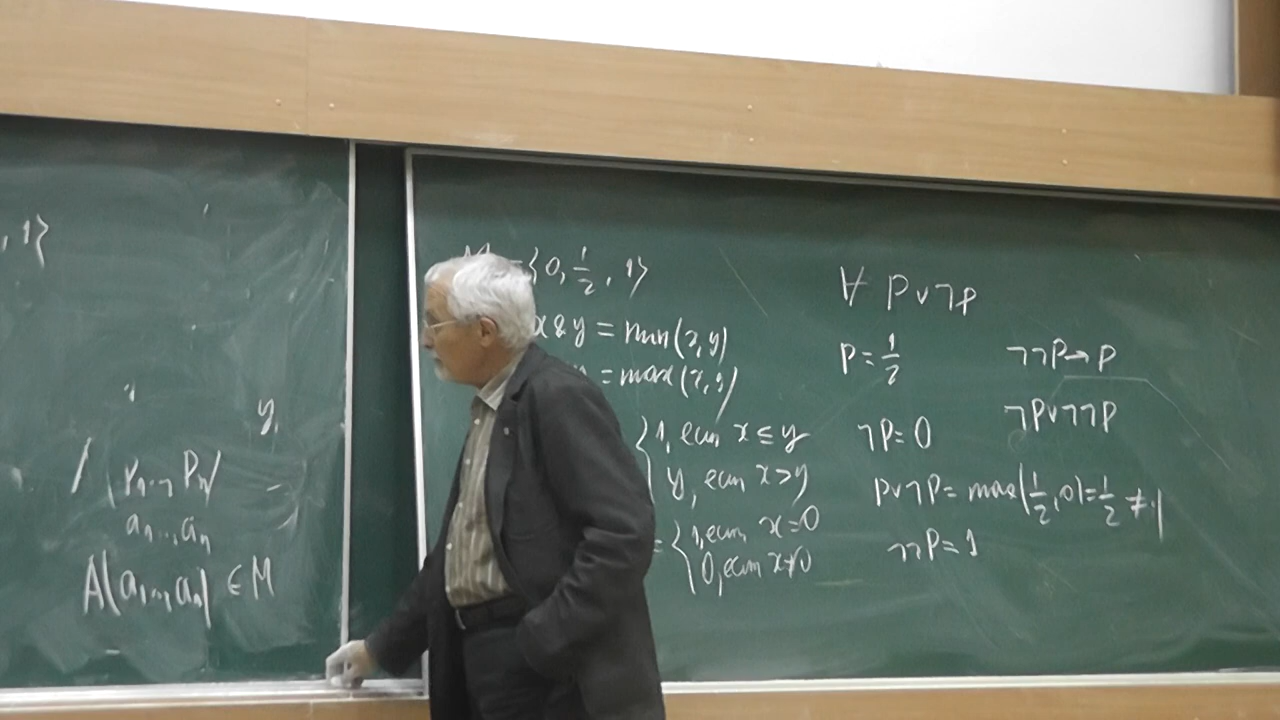 , 1}
y,
P₁, ..., Pₙ
a₁, ..., aₙ
A(a₁, ..., aₙ) ∈ M
= {0, 1/2, 1}
x & y = min(x, y)
= max(x, y)
{ 1, если x ≤ y
y, если x > y
= { 1, если x = 0
0, если x ≠ 0
⊬ P ∨ ¬P
P = 1/2
¬P = 0
P ∨ ¬P = max(1/2, 0) = 1/2 ≠ 1
¬¬P = 1
¬¬P → P
¬P ∨ ¬¬P